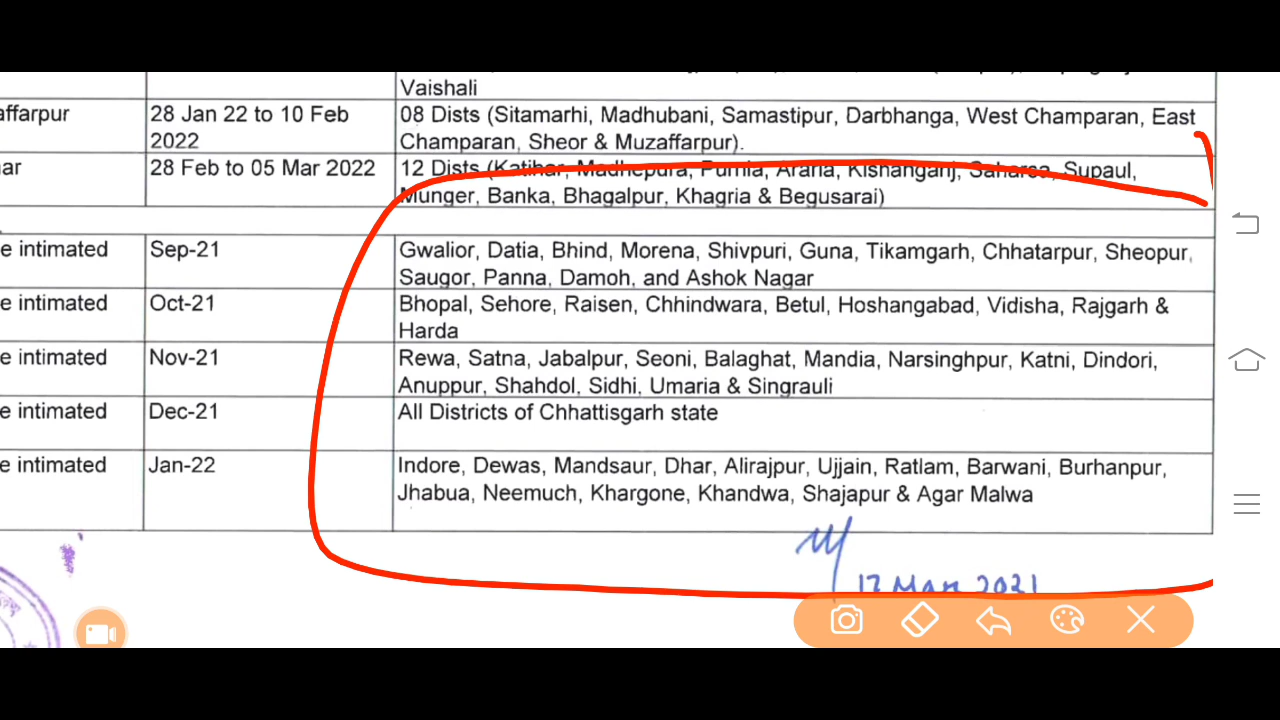 Vaishali
affarpur 28 Jan 22 to 10 Feb 2022 08 Dists (Sitamarhi, Madhubani, Samastipur, Darbhanga, West Champaran, East
Champaran, Sheor & Muzaffarpur).
ar 28 Feb to 05 Mar 2022 12 Dists (Katihar, Madhepura, Purnia, Araria, Kishanganj, Saharsa, Supaul,
Munger, Banka, Bhagalpur, Khagria & Begusarai)
e intimated Sep-21 Gwalior, Datia, Bhind, Morena, Shivpuri, Guna, Tikamgarh, Chhatarpur, Sheopur,
Saugor, Panna, Damoh, and Ashok Nagar
e intimated Oct-21 Bhopal, Sehore, Raisen, Chhindwara, Betul, Hoshangabad, Vidisha, Rajgarh &
Harda
e intimated Nov-21 Rewa, Satna, Jabalpur, Seoni, Balaghat, Mandia, Narsinghpur, Katni, Dindori,
Anuppur, Shahdol, Sidhi, Umaria & Singrauli
e intimated Dec-21 All Districts of Chhattisgarh state
e intimated Jan-22 Indore, Dewas, Mandsaur, Dhar, Alirajpur, Ujjain, Ratlam, Barwani, Burhanpur,
Jhabua, Neemuch, Khargone, Khandwa, Shajapur & Agar Malwa
17 Mar 2021